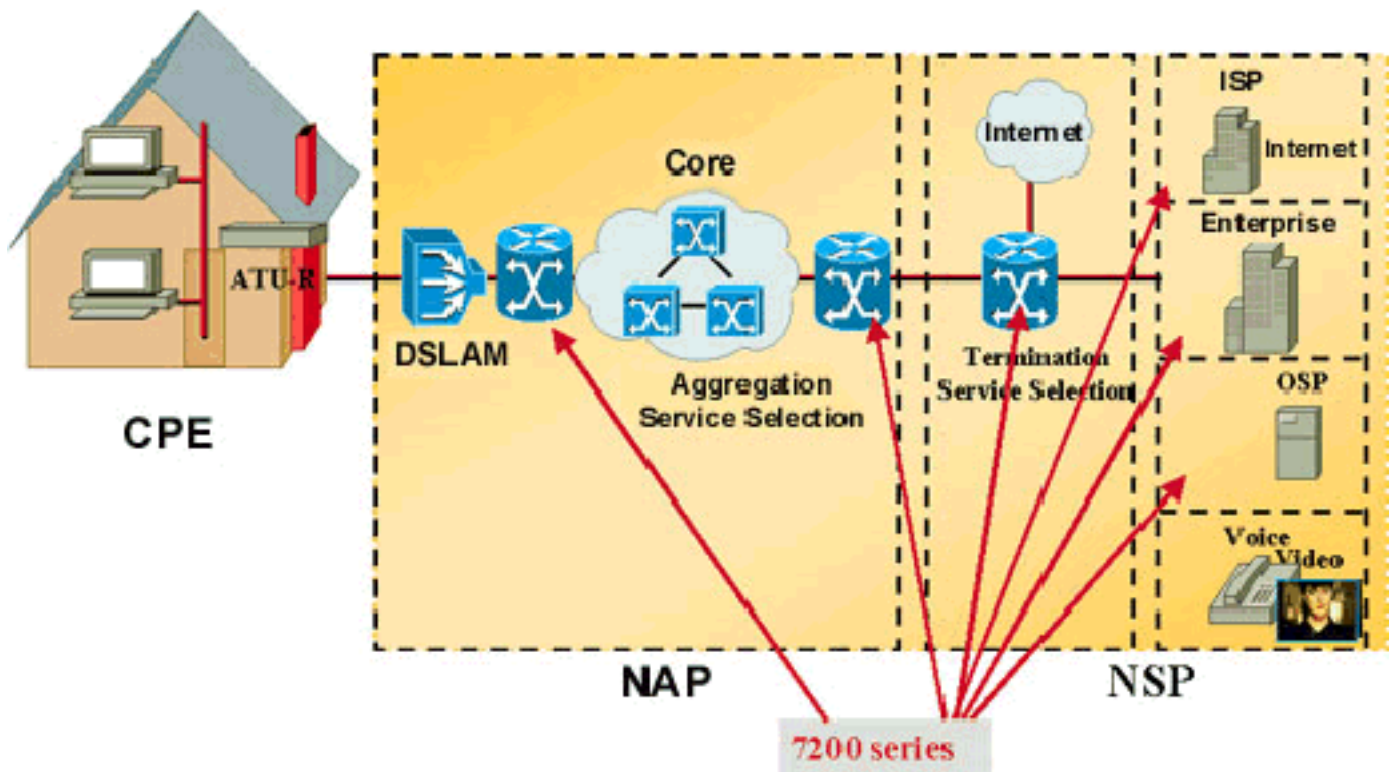 ISP
Internet
Internet
Core
Enterprise
ATU-R
DSLAM
Termination
Service Selection
Aggregation
Service Selection
OSP
CPE
Voice
Video
NAP
NSP
7200 series